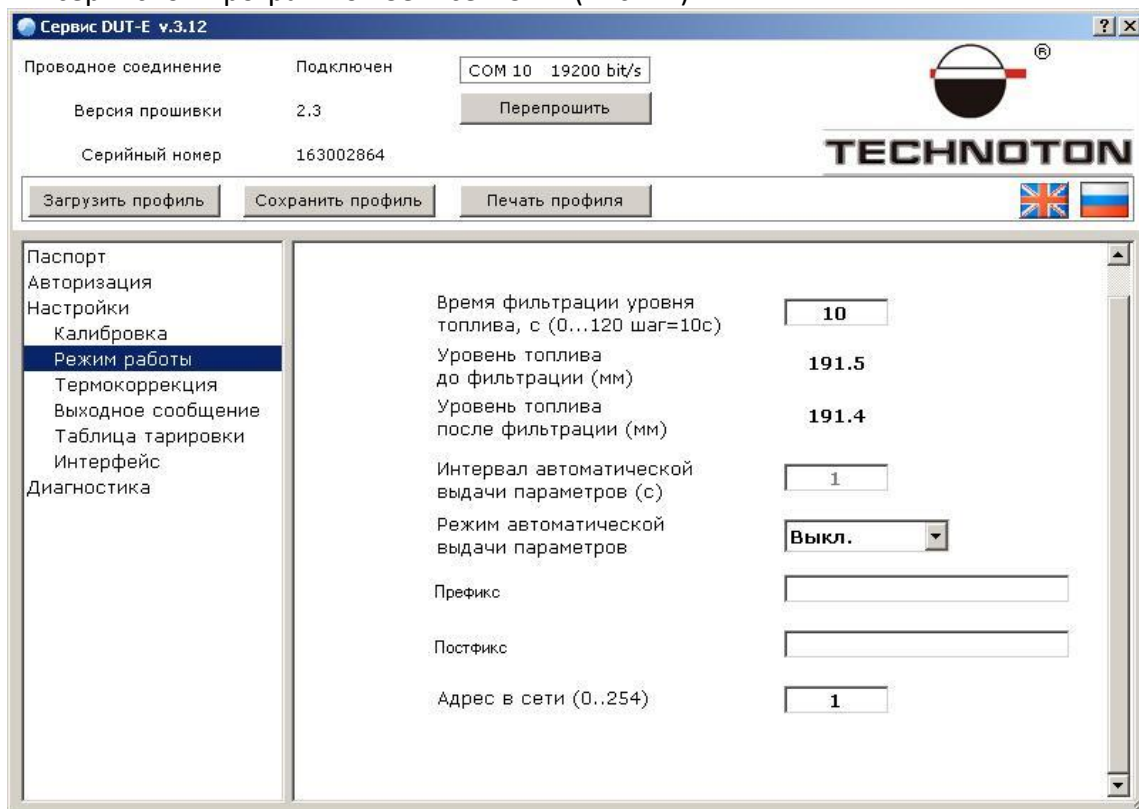 Сервис DUT-E v.3.12
Проводное соединение Подключен COM 10 19200 bit/s
®
Версия прошивки 2.3 Перепрошить
Серийный номер 163002864
TECHNOTON
Загрузить профиль Сохранить профиль Печать профиля
Паспорт
Авторизация
Настройки
Калибровка
Режим работы
Термокоррекция
Выходное сообщение
Таблица тарировки
Интерфейс
Диагностика
Время фильтрации уровня
топлива, с (0...120 шаг=10с) 10
Уровень топлива
до фильтрации (мм) 191.5
Уровень топлива
после фильтрации (мм) 191.4
Интервал автоматической
выдачи параметров (с) 1
Режим автоматической
выдачи параметров Выкл.
Префикс
Постфикс
Адрес в сети (0..254) 1